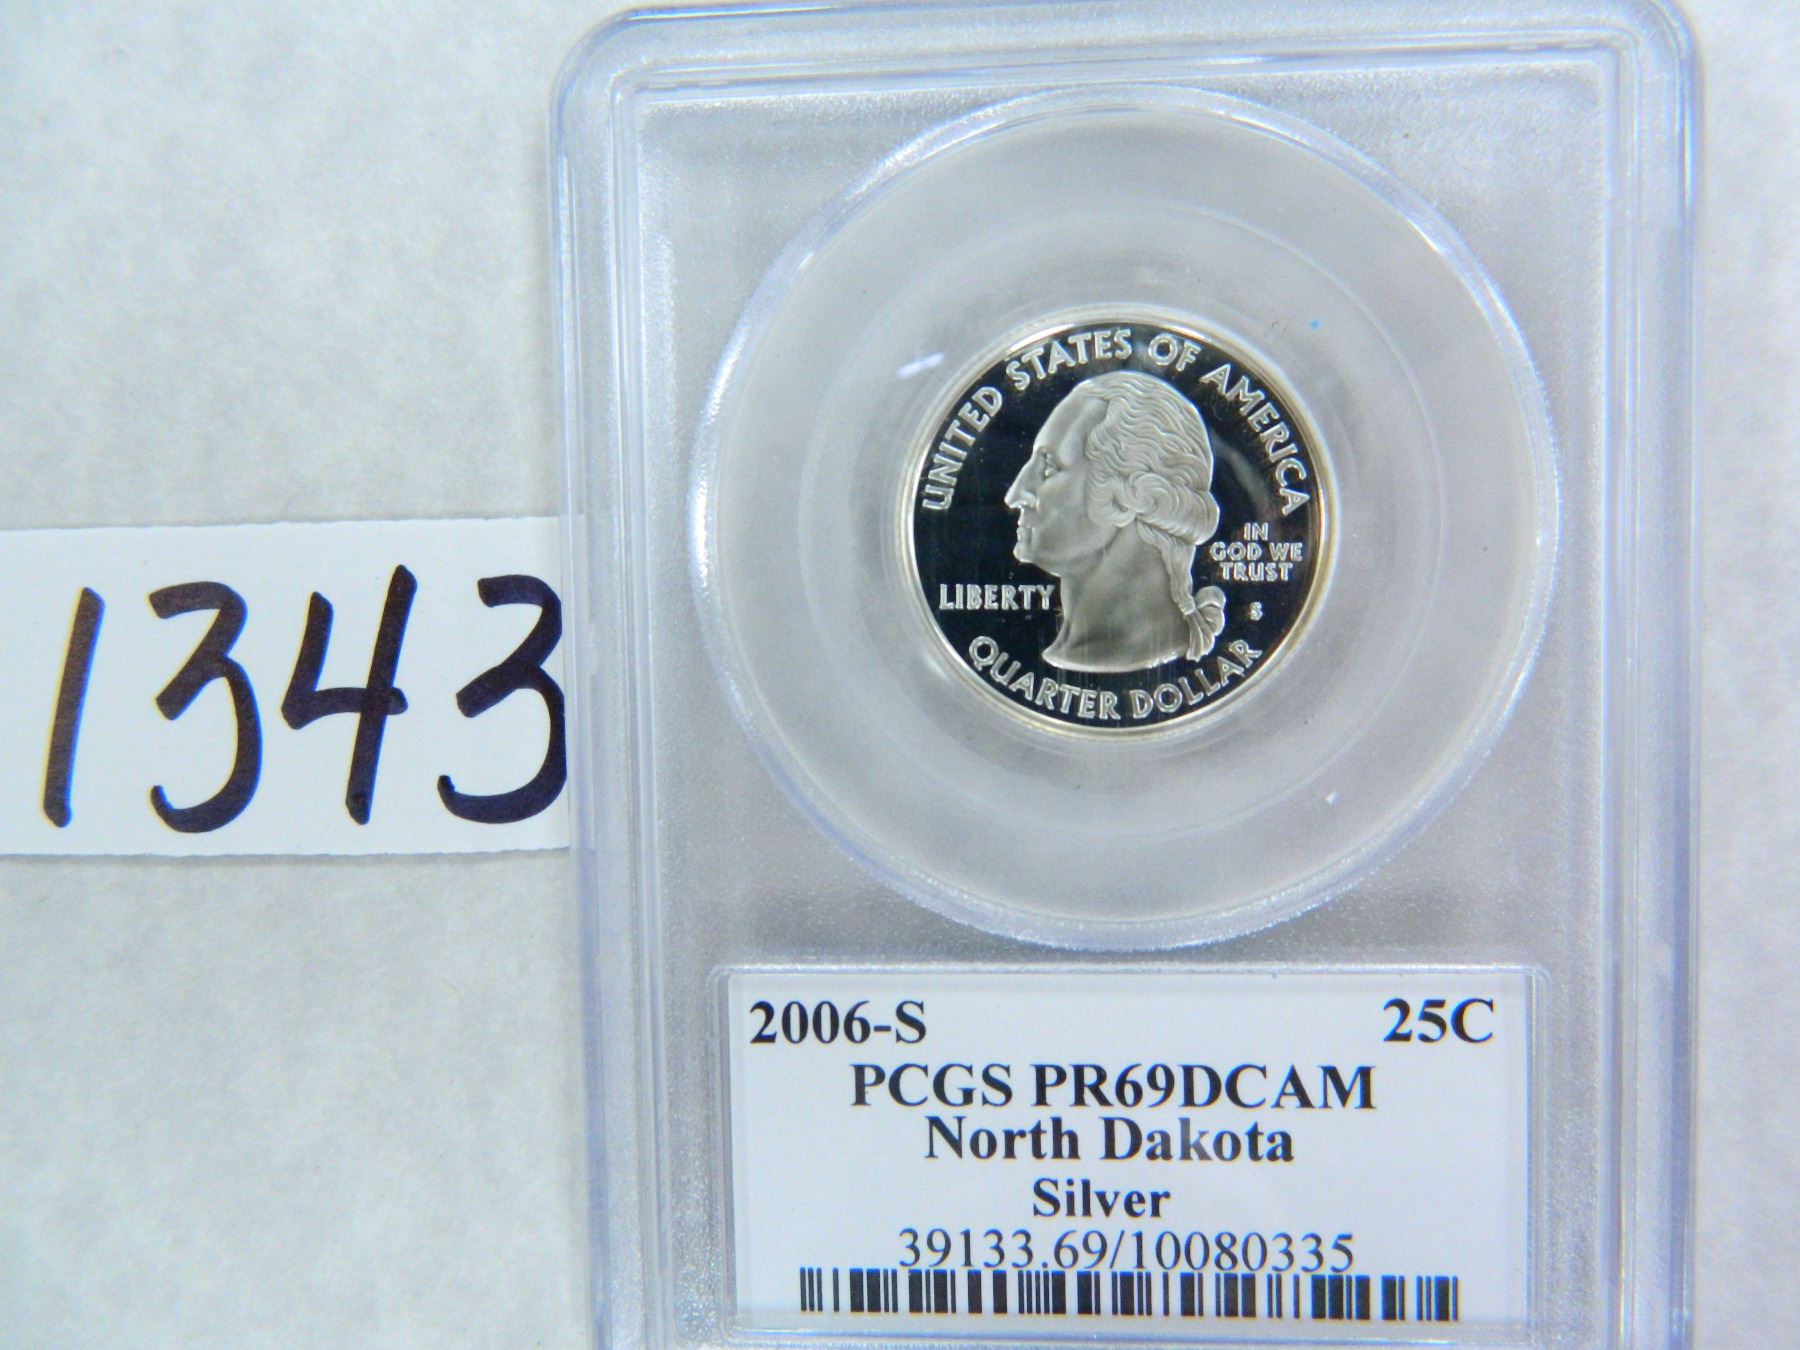 1343
UNITED STATES OF AMERICA
IN
GOD WE
TRUST
LIBERTY
S
QUARTER DOLLAR
2006-S 25C
PCGS PR69DCAM
North Dakota
Silver
39133.69/10080335